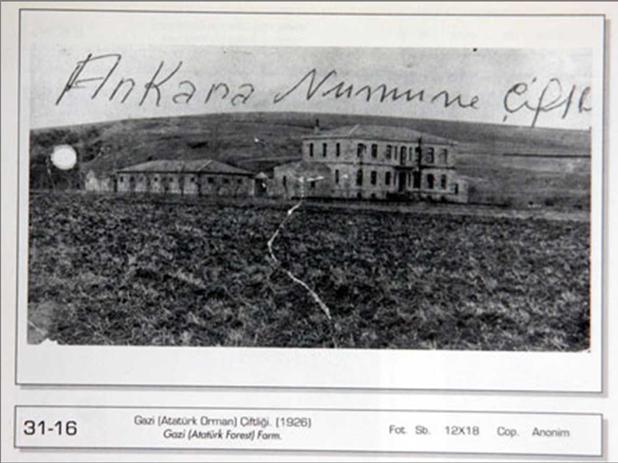 Ankara Numune Çiftl
31-16
Gazi (Atatürk Orman) Çiftliği. (1926)
Gazi (Atatürk Forest) Farm.
Fot. Sb. 12X18 Cop. Anonim